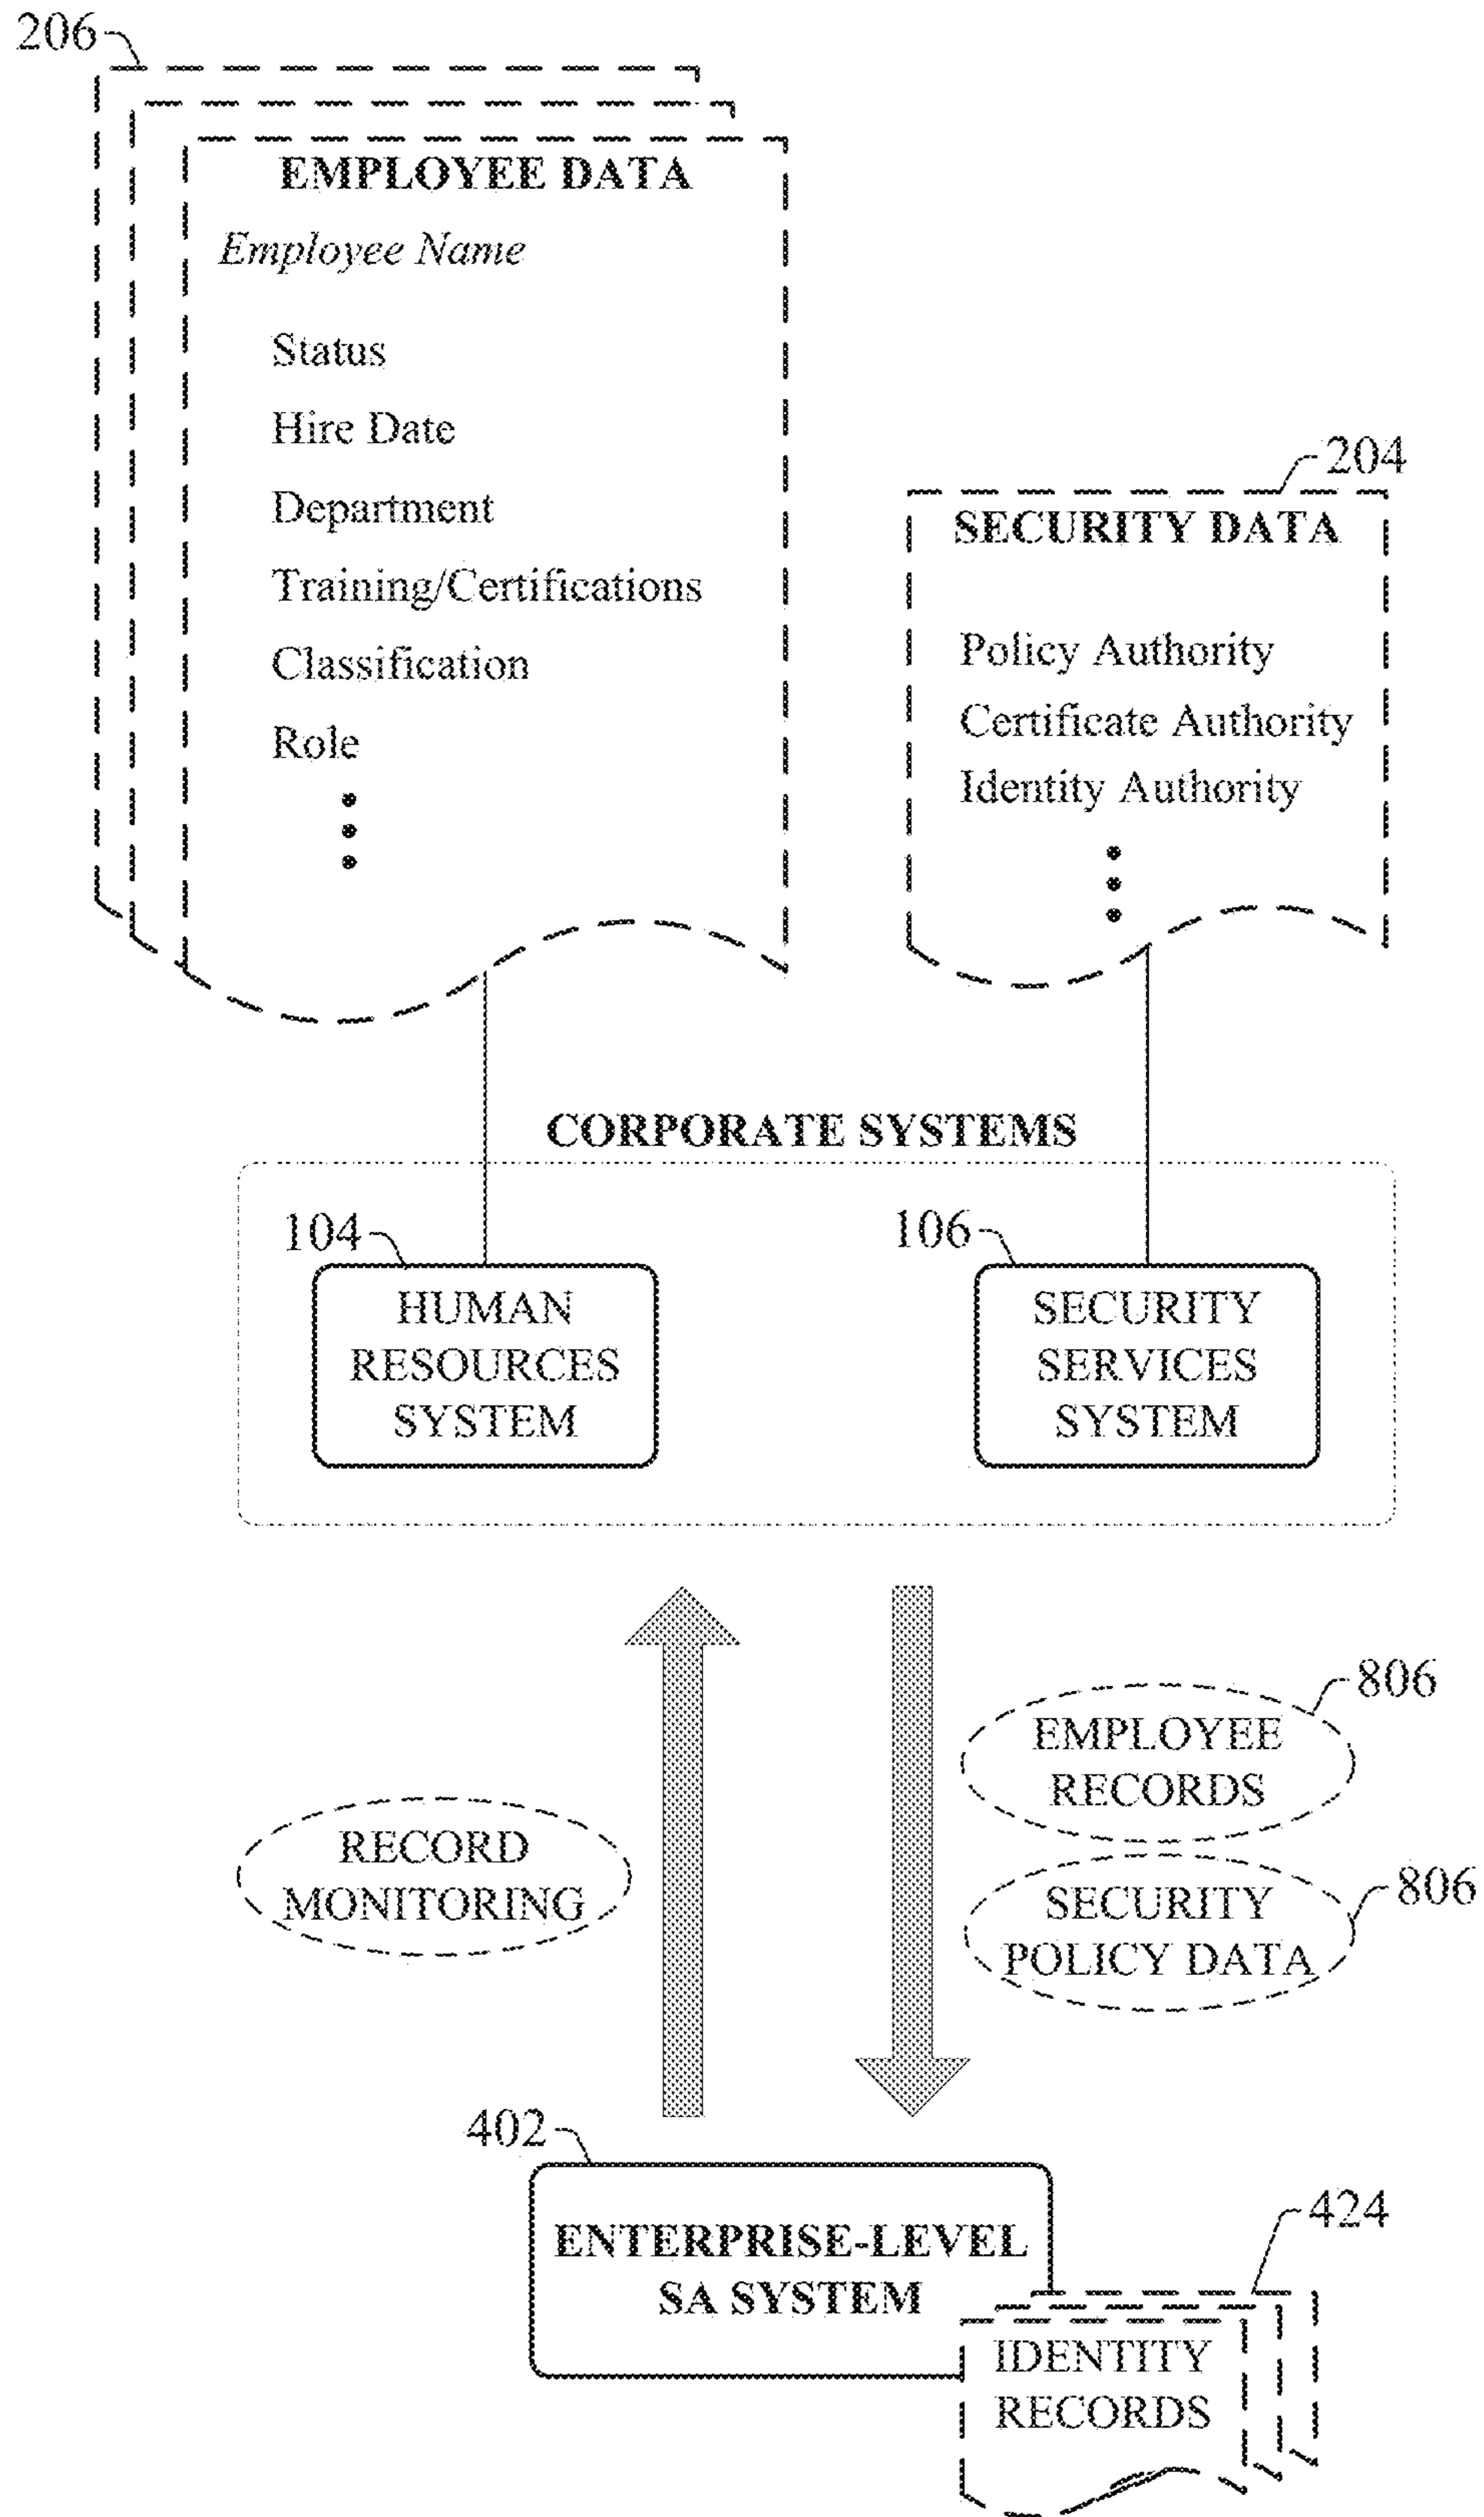 206
EMPLOYEE DATA
Employee Name
Status
Hire Date
Department
Training/Certifications
Classification
Role
204
SECURITY DATA
Policy Authority
Certificate Authority
Identity Authority
CORPORATE SYSTEMS
104
HUMAN
RESOURCES
SYSTEM
106
SECURITY
SERVICES
SYSTEM
RECORD
MONITORING
806
EMPLOYEE
RECORDS
806
SECURITY
POLICY DATA
402
ENTERPRISE-LEVEL
SA SYSTEM
424
IDENTITY
RECORDS